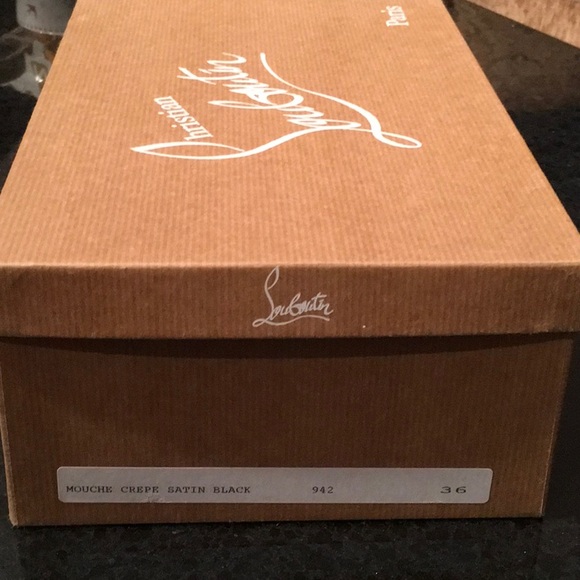 Christian
Louboutin
Paris
Louboutin
MOUCHE CREPE SATIN BLACK 942 36